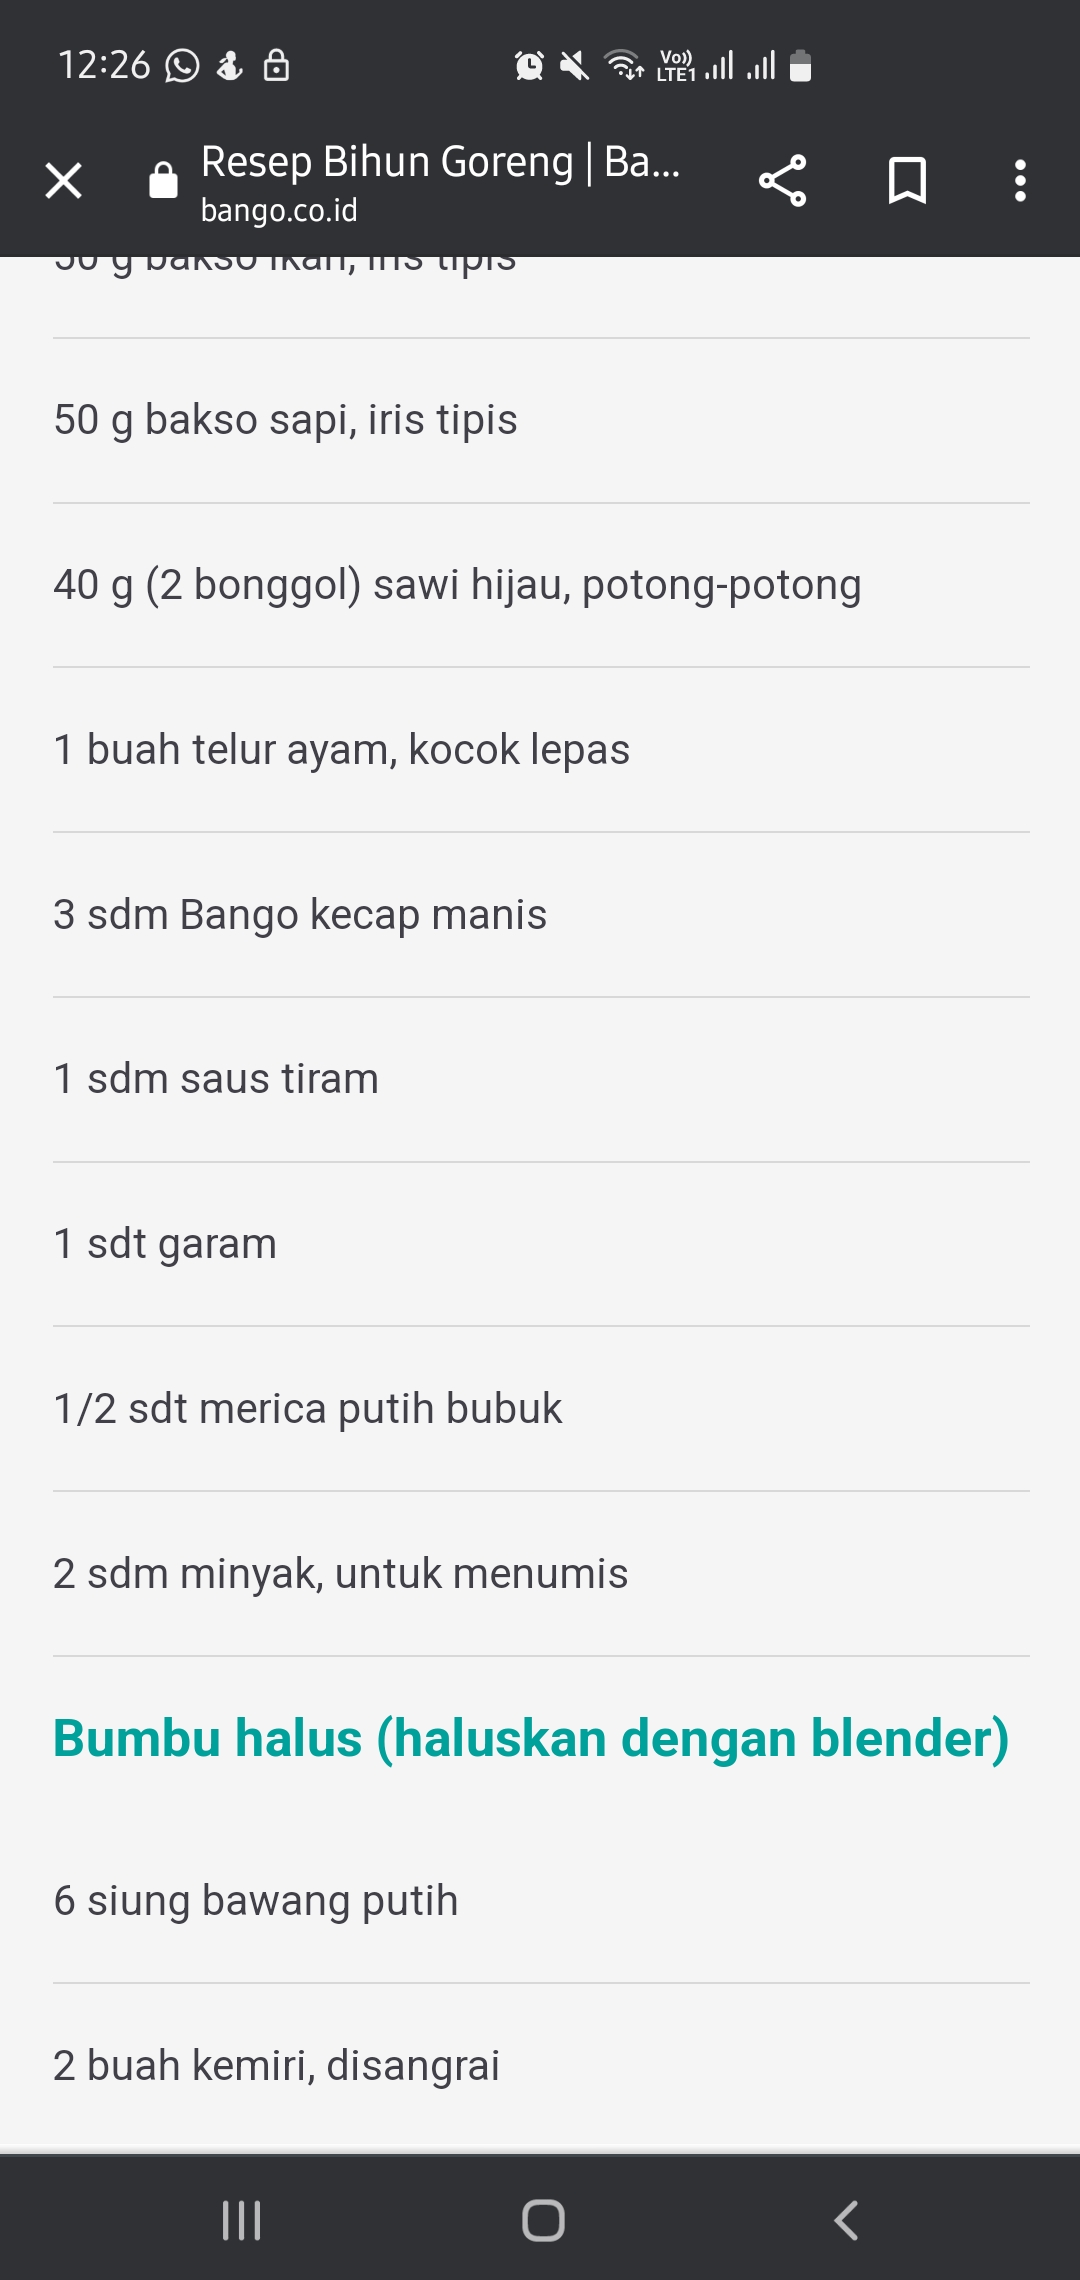 12:26
Vo))
LTE1
Resep Bihun Goreng | Ba...
bango.co.id
50 g bakso ikan, iris tipis
50 g bakso sapi, iris tipis
40 g (2 bonggol) sawi hijau, potong-potong
1 buah telur ayam, kocok lepas
3 sdm Bango kecap manis
1 sdm saus tiram
1 sdt garam
1/2 sdt merica putih bubuk
2 sdm minyak, untuk menumis
Bumbu halus (haluskan dengan blender)
6 siung bawang putih
2 buah kemiri, disangrai